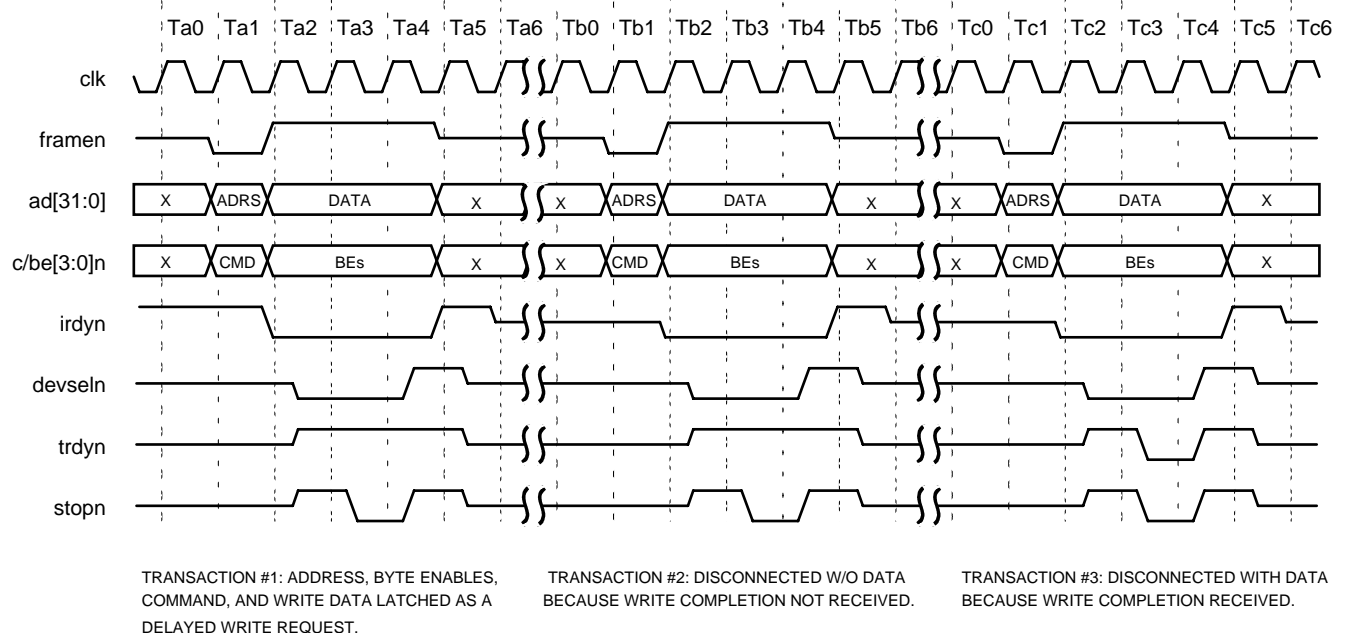 Ta0 Ta1 Ta2 Ta3 Ta4 Ta5 Ta6 Tb0 Tb1 Tb2 Tb3 Tb4 Tb5 Tb6 Tc0 Tc1 Tc2 Tc3 Tc4 Tc5 Tc6
clk
framen
ad[31:0] X ADRS DATA X X ADRS DATA X X ADRS DATA X
c/be[3:0]n X CMD BEs X X CMD BEs X X CMD BEs X
irdyn
devseln
trdyn
stopn
TRANSACTION #1: ADDRESS, BYTE ENABLES,
COMMAND, AND WRITE DATA LATCHED AS A
DELAYED WRITE REQUEST.
TRANSACTION #2: DISCONNECTED W/O DATA
BECAUSE WRITE COMPLETION NOT RECEIVED.
TRANSACTION #3: DISCONNECTED WITH DATA
BECAUSE WRITE COMPLETION RECEIVED.